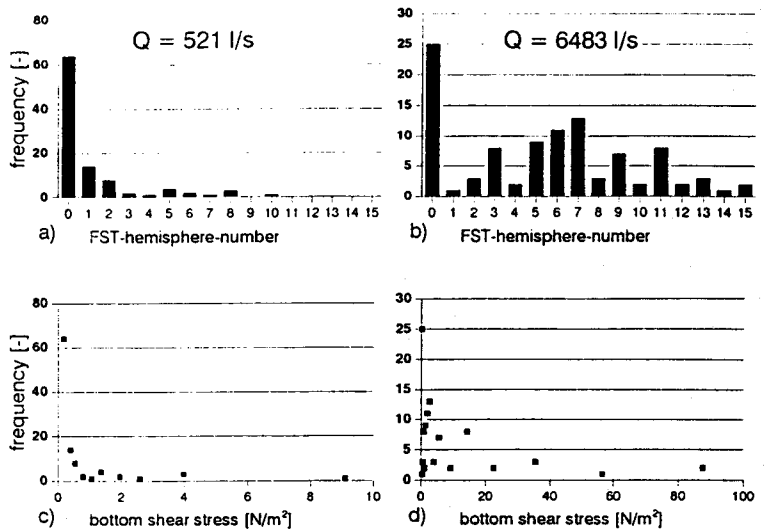 Q = 521 l/s
frequency [-]
80
60
40
20
0
0 1 2 3 4 5 6 7 8 9 10 11 12 13 14 15
a) FST-hemisphere-number
Q = 6483 l/s
30
25
20
15
10
5
0
0 1 2 3 4 5 6 7 8 9 10 11 12 13 14 15
b) FST-hemisphere-number
frequency [-]
80
60
40
20
0
0 2 4 6 8 10
c) bottom shear stress [N/m²]
30
25
20
15
10
5
0
0 20 40 60 80 100
d) bottom shear stress [N/m²]